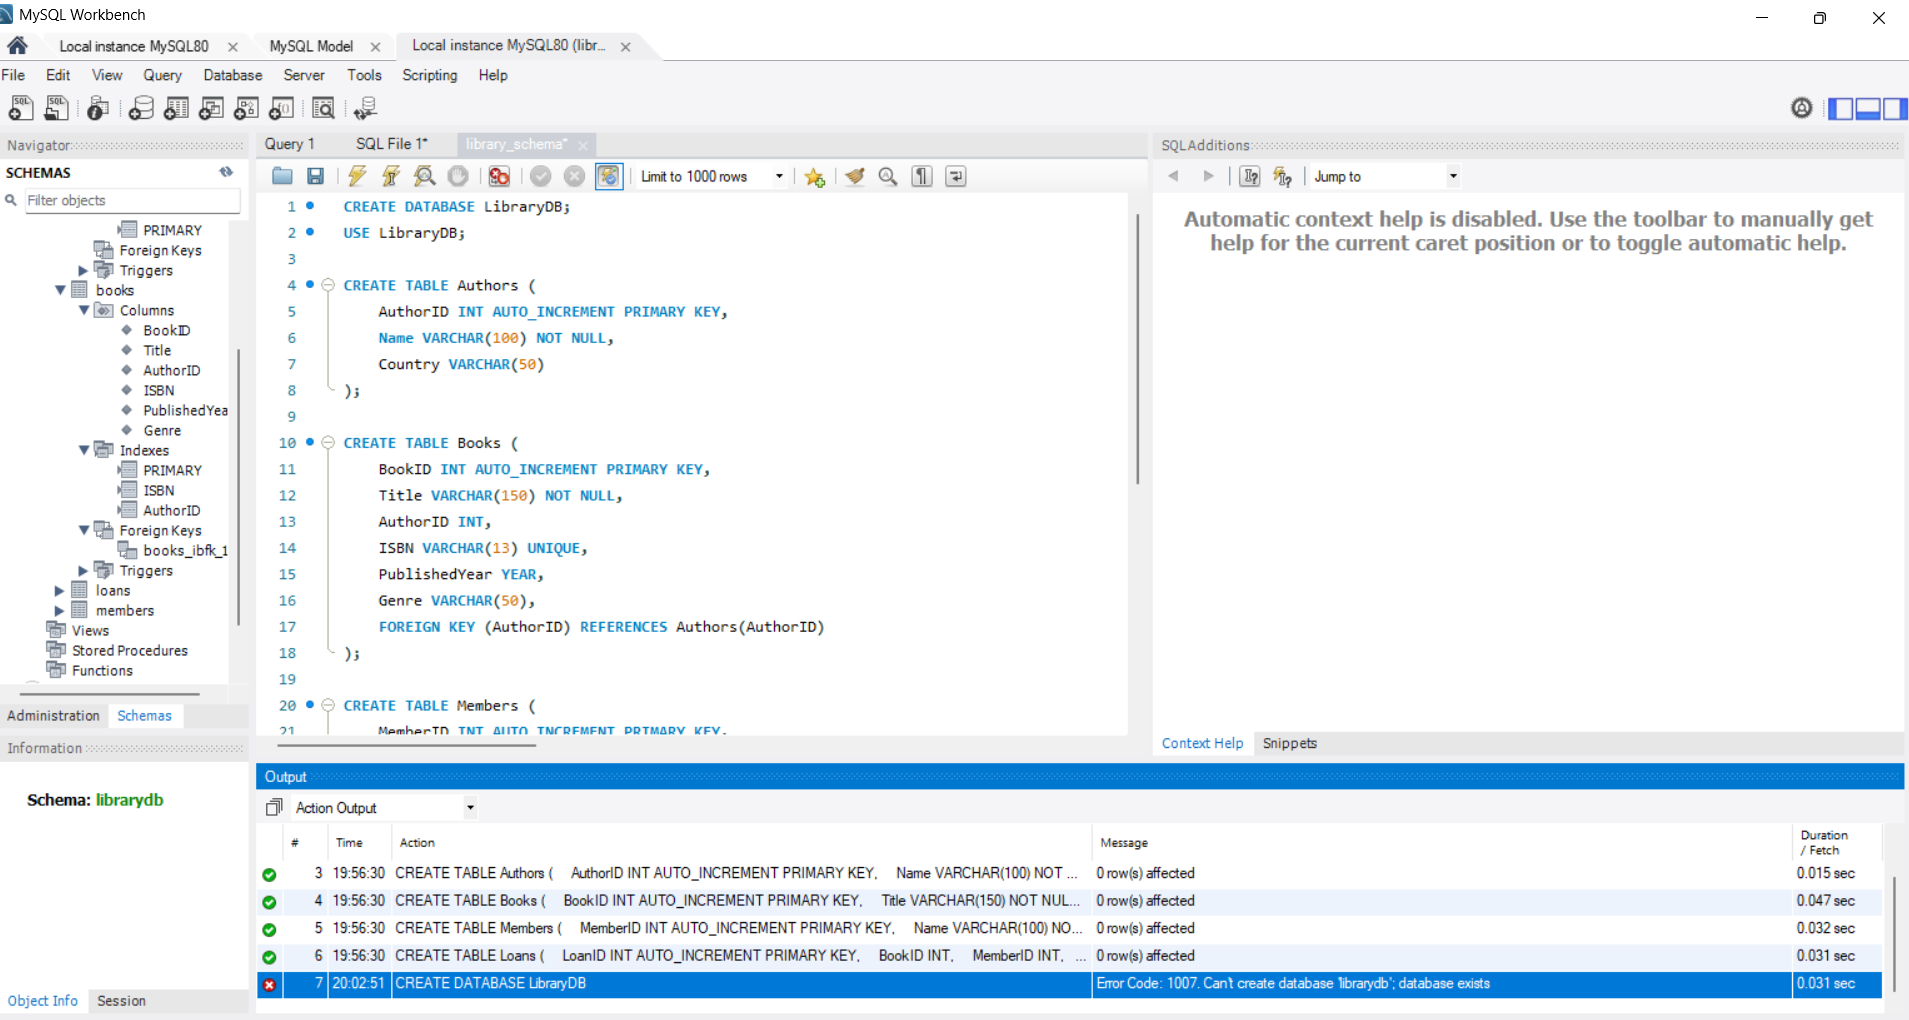 MySQL Workbench
Local instance MySQL80
MySQL Model
Local instance MySQL80 (libr...
File Edit View Query Database Server Tools Scripting Help
Navigator
SCHEMAS
Filter objects
PRIMARY
Foreign Keys
Triggers
books
Columns
BookID
Title
AuthorID
ISBN
PublishedYea
Genre
Indexes
PRIMARY
ISBN
AuthorID
Foreign Keys
books_ibfk_1
Triggers
loans
members
Views
Stored Procedures
Functions
Administration Schemas
Information
Schema: librarydb
Object Info Session
Query 1 SQL File 1* library_schema*
Limit to 1000 rows
1 CREATE DATABASE LibraryDB;
2 USE LibraryDB;
3
4 CREATE TABLE Authors (
5 AuthorID INT AUTO_INCREMENT PRIMARY KEY,
6 Name VARCHAR(100) NOT NULL,
7 Country VARCHAR(50)
8 );
9
10 CREATE TABLE Books (
11 BookID INT AUTO_INCREMENT PRIMARY KEY,
12 Title VARCHAR(150) NOT NULL,
13 AuthorID INT,
14 ISBN VARCHAR(13) UNIQUE,
15 PublishedYear YEAR,
16 Genre VARCHAR(50),
17 FOREIGN KEY (AuthorID) REFERENCES Authors(AuthorID)
18 );
19
20 CREATE TABLE Members (
21 MemberID INT AUTO_INCREMENT PRIMARY KEY,
SQLAdditions
Jump to
Automatic context help is disabled. Use the toolbar to manually get
help for the current caret position or to toggle automatic help.
Context Help Snippets
Output
Action Output
# Time Action Message Duration / Fetch
3 19:56:30 CREATE TABLE Authors ( AuthorID INT AUTO_INCREMENT PRIMARY KEY, Name VARCHAR(100) NOT ... 0 row(s) affected 0.015 sec
4 19:56:30 CREATE TABLE Books ( BookID INT AUTO_INCREMENT PRIMARY KEY, Title VARCHAR(150) NOT NUL... 0 row(s) affected 0.047 sec
5 19:56:30 CREATE TABLE Members ( MemberID INT AUTO_INCREMENT PRIMARY KEY, Name VARCHAR(100) NO... 0 row(s) affected 0.032 sec
6 19:56:30 CREATE TABLE Loans ( LoanID INT AUTO_INCREMENT PRIMARY KEY, BookID INT, MemberID INT, ... 0 row(s) affected 0.031 sec
7 20:02:51 CREATE DATABASE LibraryDB Error Code: 1007. Can't create database 'librarydb'; database exists 0.031 sec